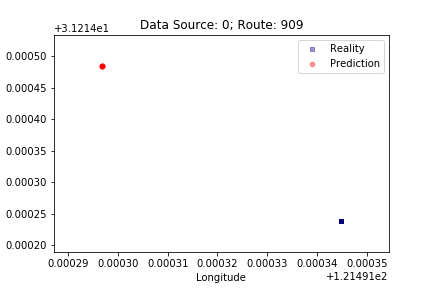 Data Source: 0; Route: 909
+3.1214e1
0.00050
0.00045
0.00040
0.00035
0.00030
0.00025
0.00020
Reality
Prediction
0.00029 0.00030 0.00031 0.00032 0.00033 0.00034 0.00035
Longitude
+1.21491e2